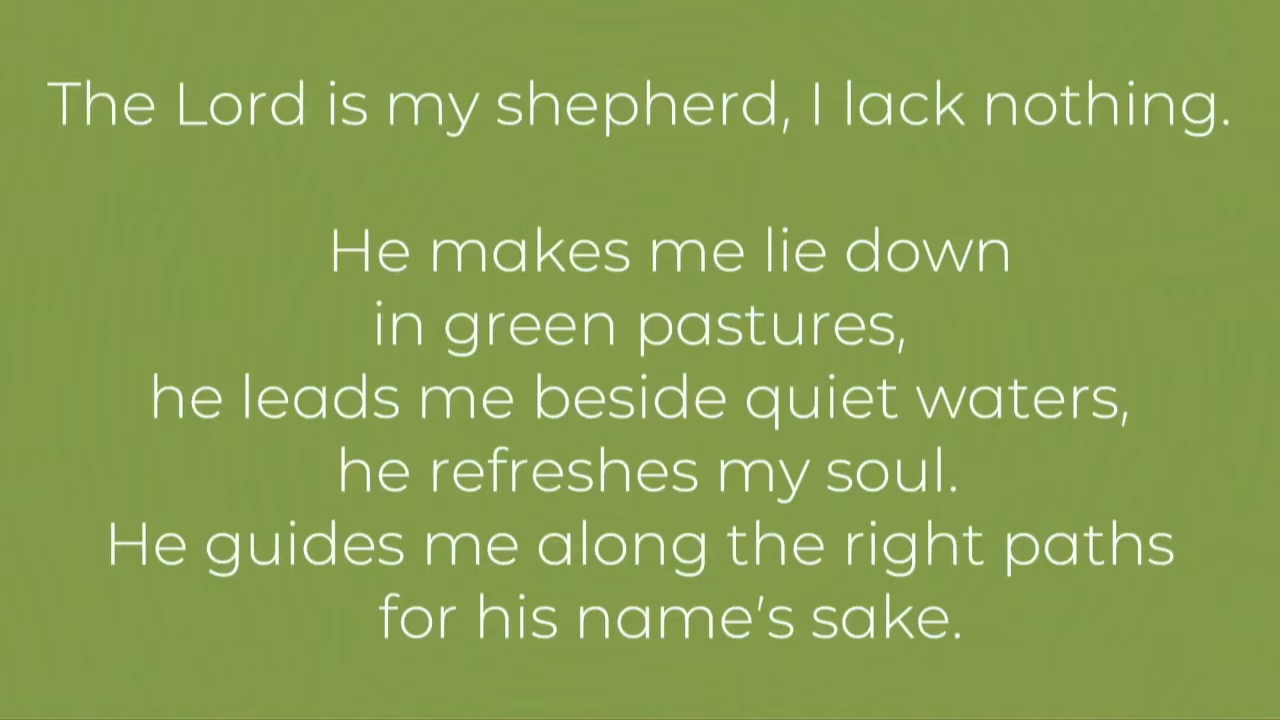 The Lord is my shepherd, I lack nothing.
He makes me lie down
in green pastures,
he leads me beside quiet waters,
he refreshes my soul.
He guides me along the right paths
for his name's sake.